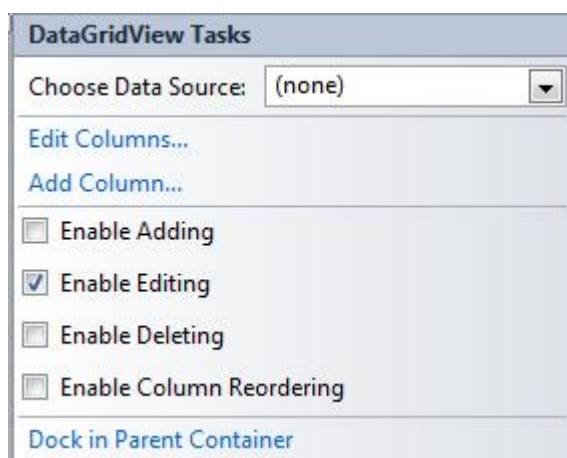 DataGridView Tasks
Choose Data Source: (none)
Edit Columns...
Add Column...
Enable Adding
Enable Editing
Enable Deleting
Enable Column Reordering
Dock in Parent Container